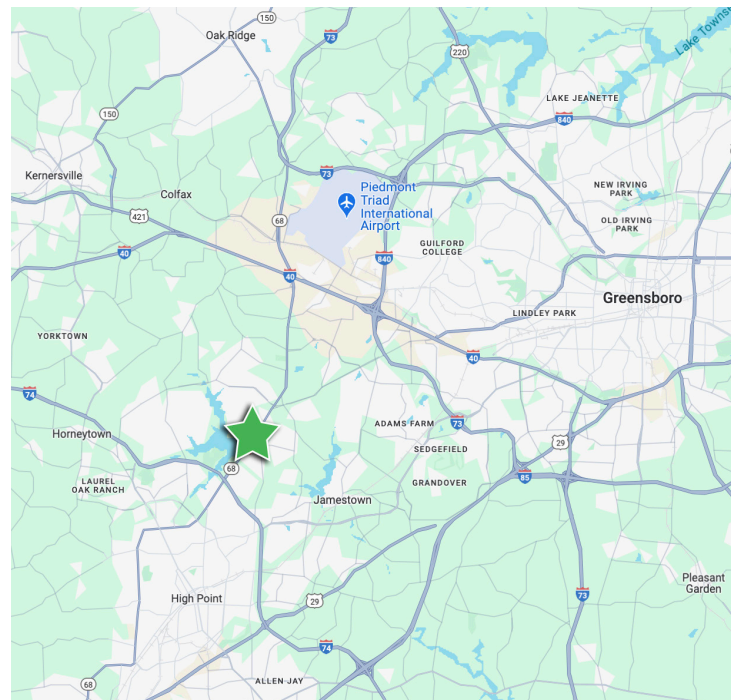 150
Oak Ridge
73
220
Lake Towns
LAKE JEANETTE
150
840
Kernersville
73
Piedmont
Triad
International
Airport
Colfax
NEW IRVING
PARK
421
68
OLD IRVING
PARK
GUILFORD
COLLEGE
40
840
40
Greensboro
LINDLEY PARK
YORKTOWN
40
74
ADAMS FARM
73
Horneytown
29
SEDGEFIELD
68
LAUREL
OAK RANCH
GRANDOVER
85
Jamestown
Pleasant
Garden
High Point
29
73
74
68
ALLEN JAY